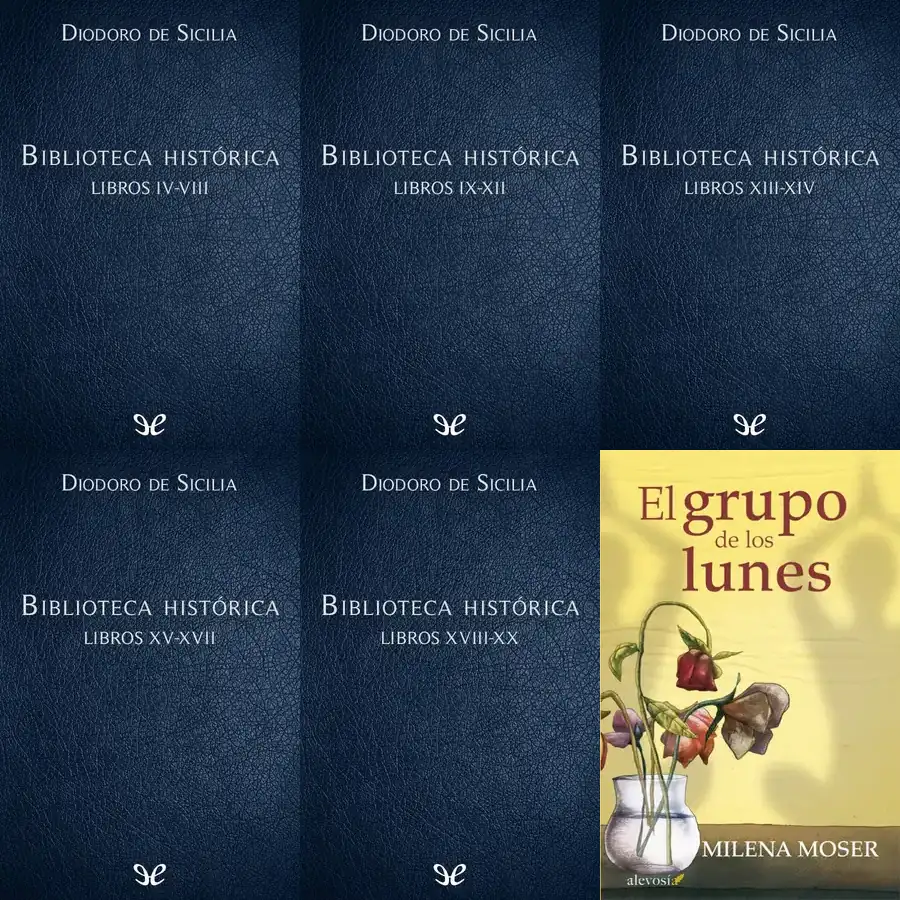 Diodoro de Sicilia
Biblioteca histórica
LIBROS IV-VIII
Diodoro de Sicilia
Biblioteca histórica
LIBROS IX-XII
Diodoro de Sicilia
Biblioteca histórica
LIBROS XIII-XIV
Diodoro de Sicilia
Biblioteca histórica
LIBROS XV-XVII
Diodoro de Sicilia
Biblioteca histórica
LIBROS XVIII-XX
El grupo
de los
lunes
MILENA MOSER
alevosía